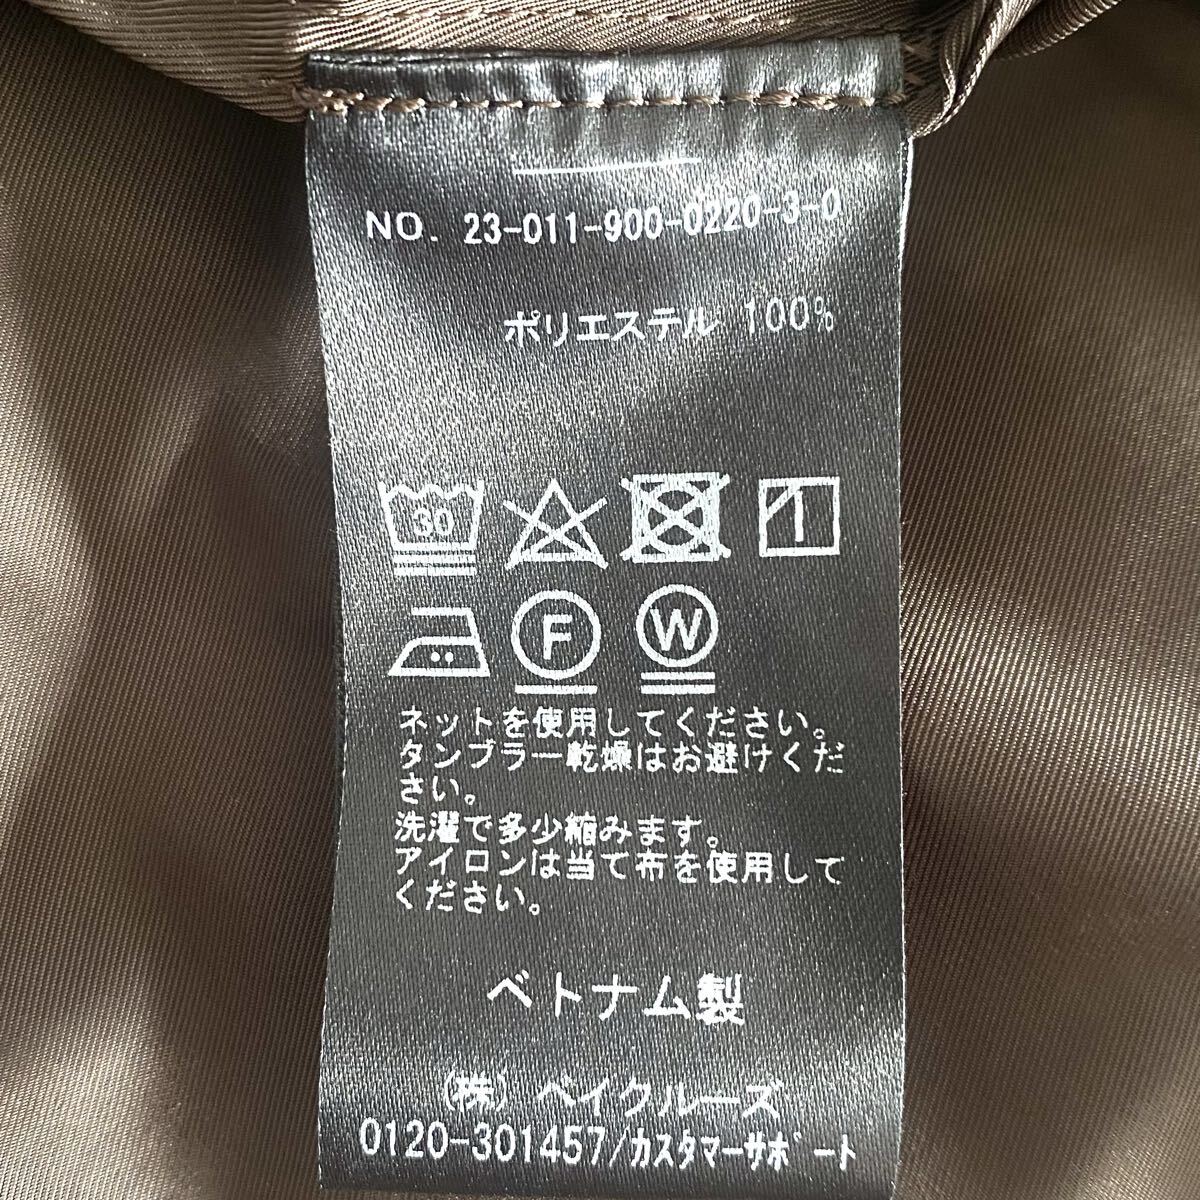 NO. 23-011-900-0220-3-0
ポリエステル 100%
30
F W
ネットを使用してください。
タンブラー乾燥はお避けくだ
さい。
洗濯で多少縮みます。
アイロンは当て布を使用して
ください。
ベトナム製
(株) ベイクルーズ
0120-301457/カスタマーサポート